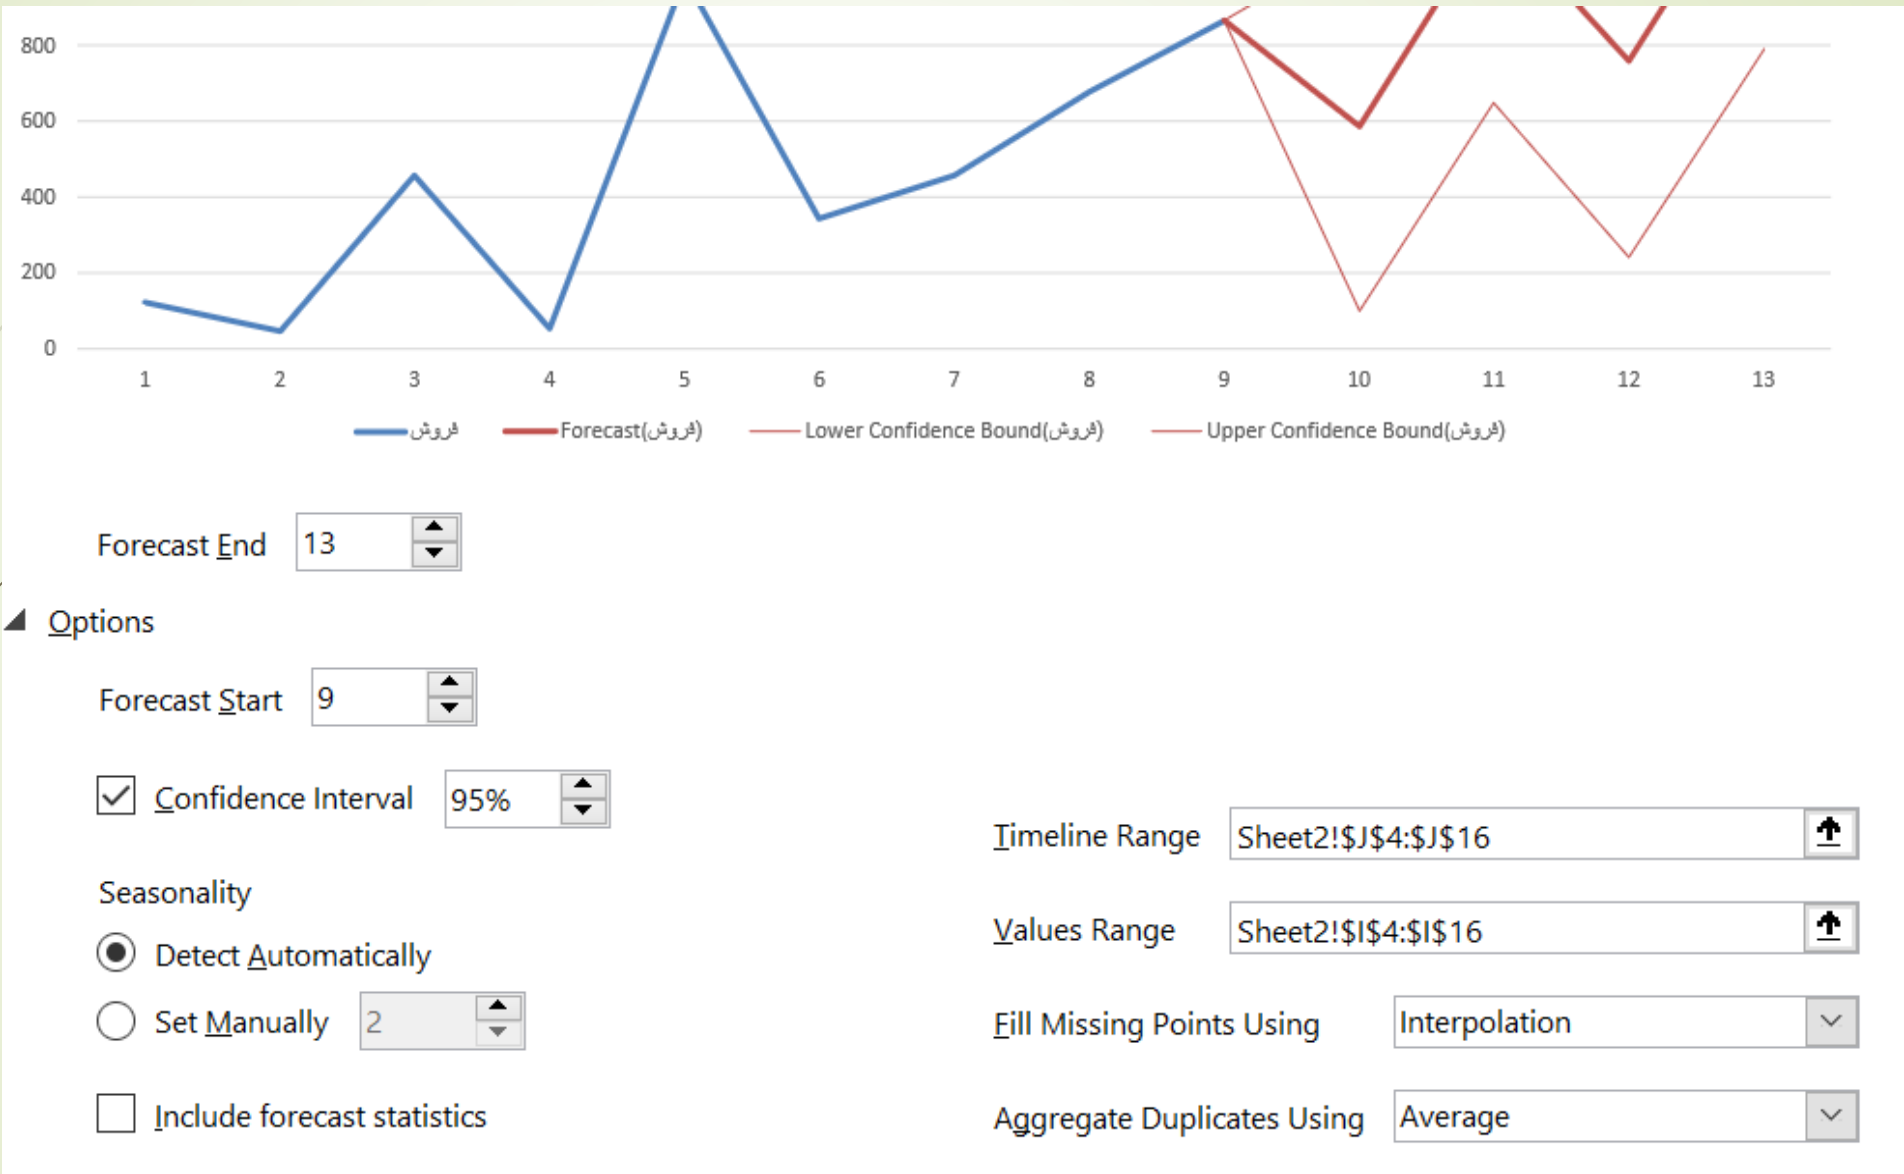 800
600
400
200
0
1 2 3 4 5 6 7 8 9 10 11 12 13
فروش Forecast(فروش) Lower Confidence Bound(فروش) Upper Confidence Bound(فروش)
Forecast End 13
Options
Forecast Start 9
Confidence Interval 95%
Timeline Range Sheet2!$J$4:$J$16
Seasonality
Values Range Sheet2!$I$4:$I$16
Detect Automatically
Set Manually 2
Fill Missing Points Using Interpolation
Include forecast statistics
Aggregate Duplicates Using Average